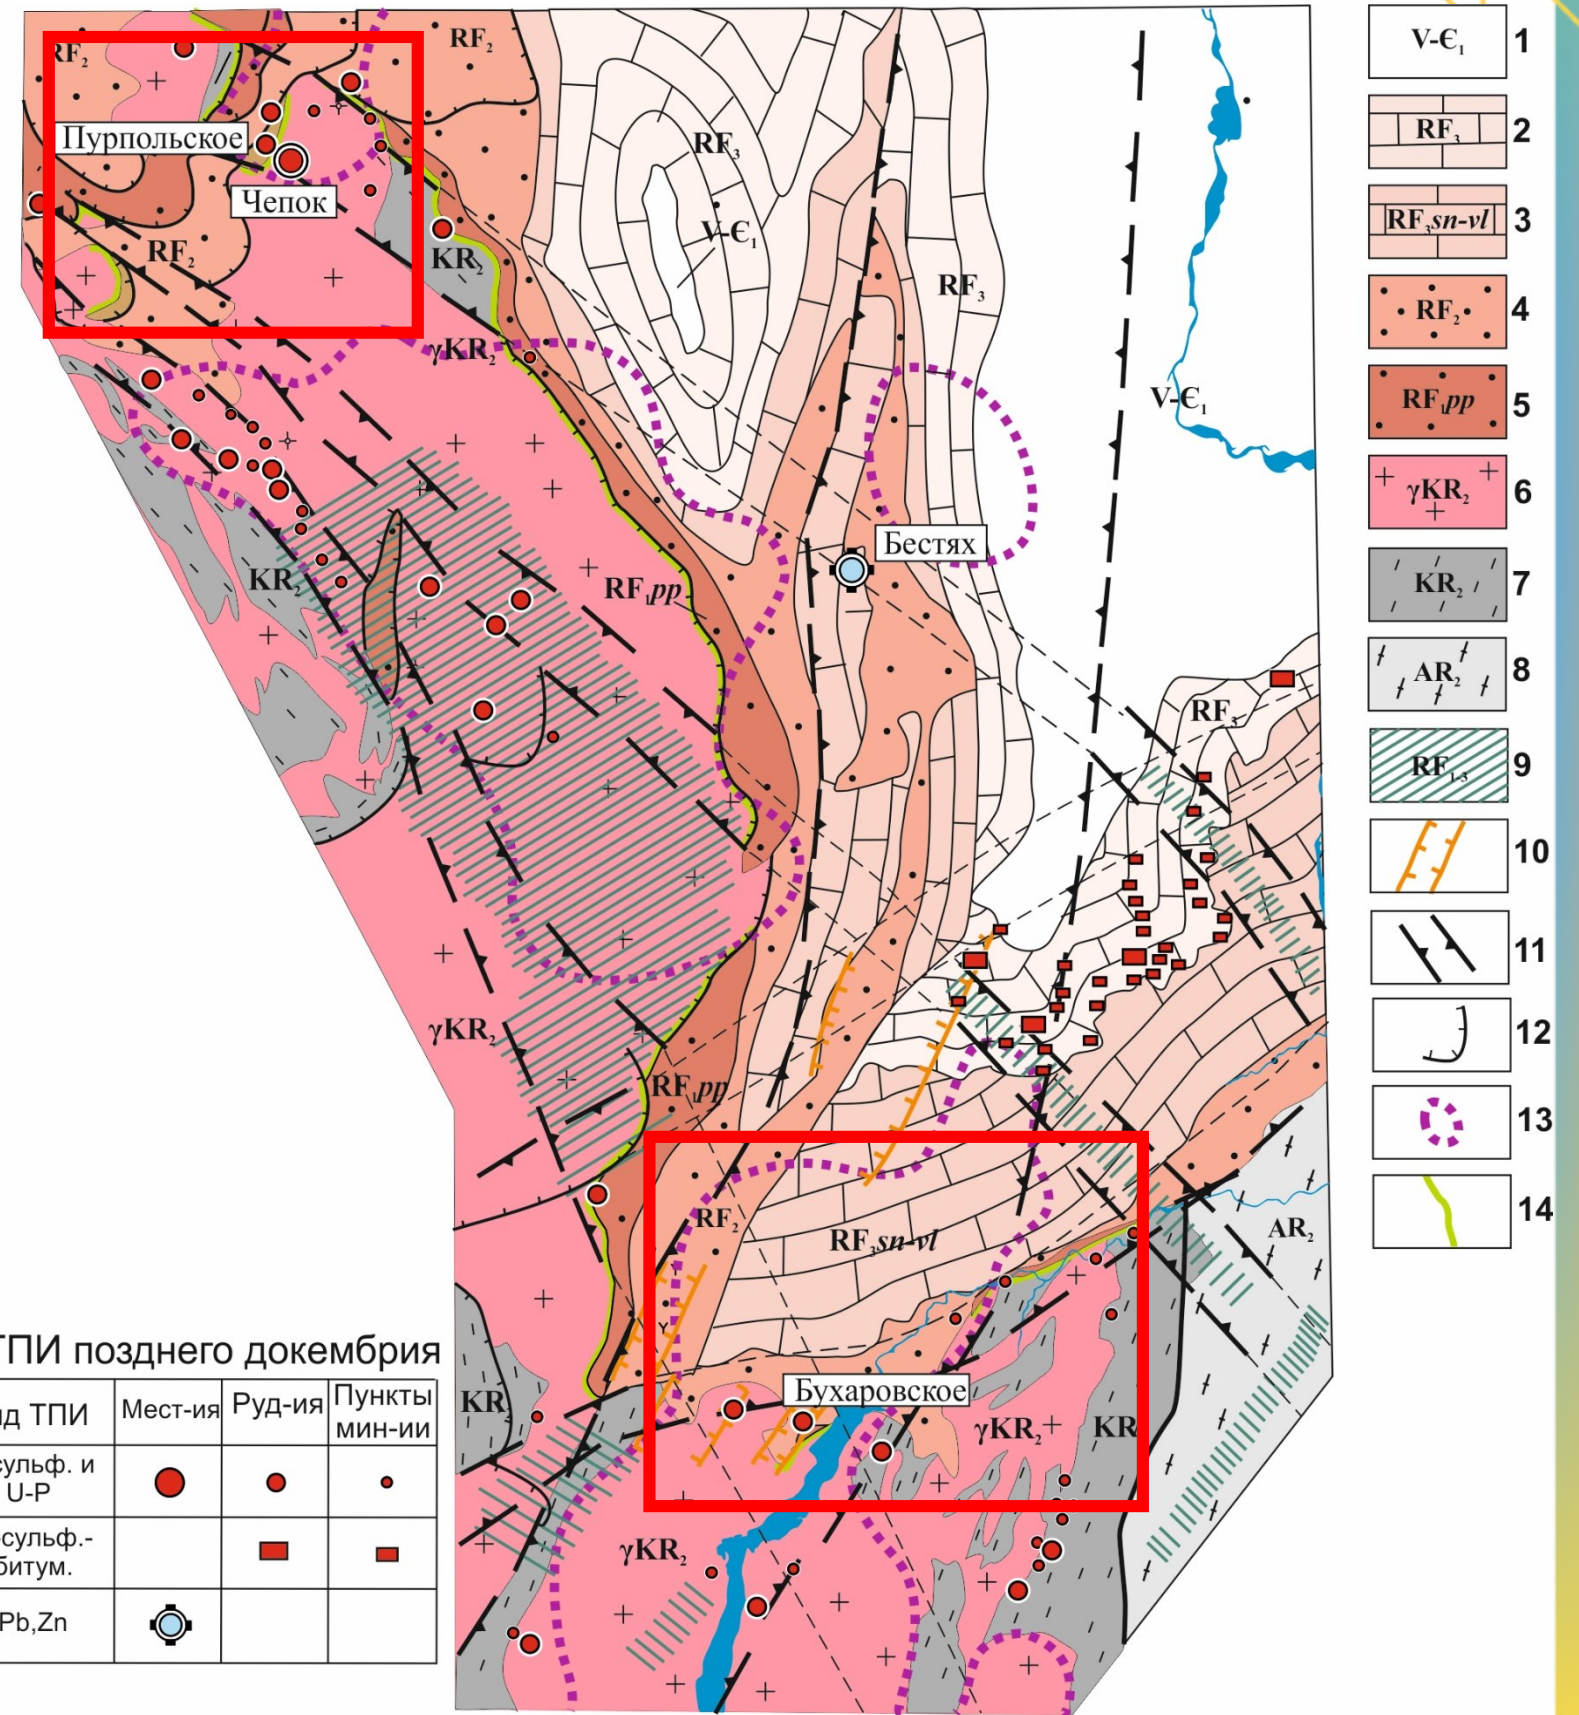 RF₂
RF₂
Пурпольское
Чепок
RF₂
KR₂
γKR₂
RF₃
V-Є₁
RF₃
V-Є₁
Бестях
KR₂
RF₁pp
RF₃
γKR₂
RF₁pp
RF₂
RF₃sn-vl
AR₂
Бухаровское
KR
γKR₂
KR
γKR₂
V-Є₁ 1
RF₃ 2
RF₃sn-vl 3
RF₂ 4
RF₁pp 5
γKR₂ 6
KR₂ 7
AR₂ 8
RF₁₋₃ 9
10
11
12
13
14
ТПИ позднего докембрия
ТПИ Мест-ия Руд-ия Пункты
мин-ии
сульф. и
U-P
сульф.-
битум.
Pb,Zn